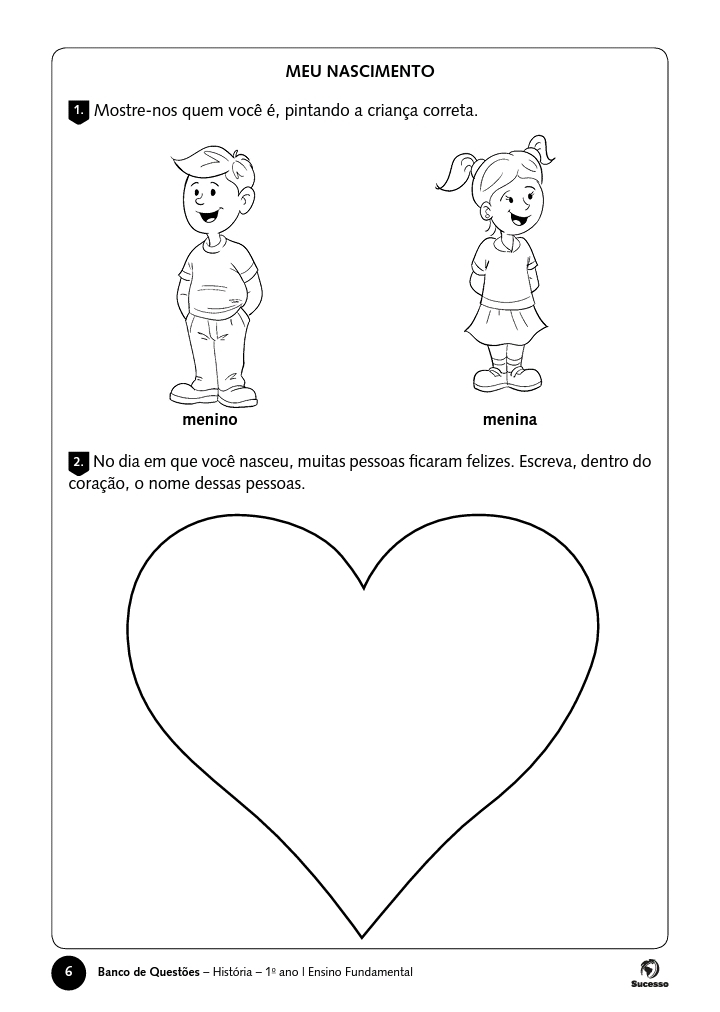 MEU NASCIMENTO
1. Mostre-nos quem você é, pintando a criança correta.
menino
menina
2. No dia em que você nasceu, muitas pessoas ficaram felizes. Escreva, dentro do
coração, o nome dessas pessoas.
6 Banco de Questões – História – 1º ano I Ensino Fundamental
Sucesso